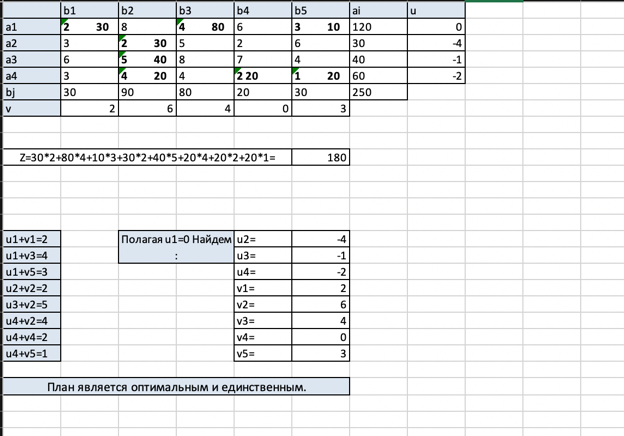 b1 b2 b3 b4 b5 ai u
a1 2 30 8 4 80 6 3 10 120 0
a2 3 2 30 5 2 6 30 -4
a3 6 5 40 8 7 4 40 -1
a4 3 4 20 4 2 20 1 20 60 -2
bj 30 90 80 20 30 250
v 2 6 4 0 3
Z=30*2+80*4+10*3+30*2+40*5+20*4+20*2+20*1= 180
u1+v1=2 Полагая u1=0 Найдем u2= -4
u1+v3=4 : u3= -1
u1+v5=3 u4= -2
u2+v2=2 v1= 2
u3+v2=5 v2= 6
u4+v2=4 v3= 4
u4+v4=2 v4= 0
u4+v5=1 v5= 3
План является оптимальным и единственным.